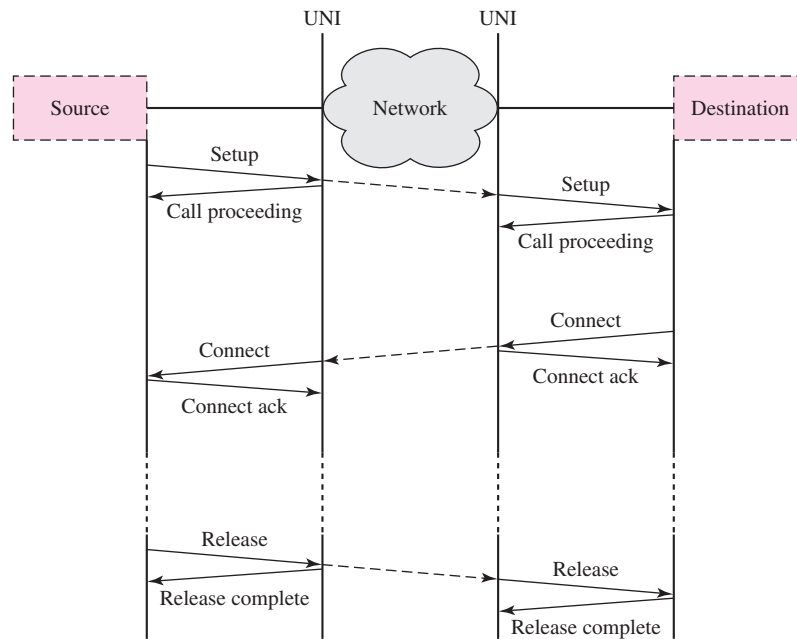 UNI
UNI
Source
Network
Destination
Setup
Setup
Call proceeding
Call proceeding
Connect
Connect
Connect ack
Connect ack
Release
Release
Release complete
Release complete